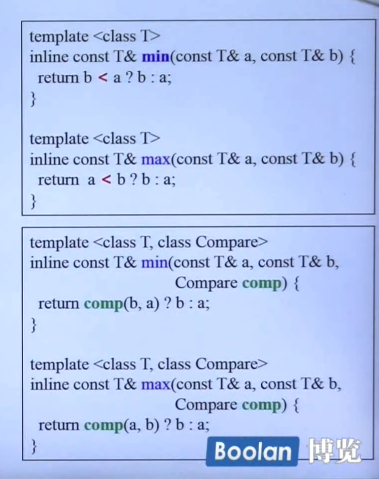 template <class T>
inline const T& min(const T& a, const T& b) {
return b < a ? b : a;
}
template <class T>
inline const T& max(const T& a, const T& b) {
return a < b ? b : a;
}
template <class T, class Compare>
inline const T& min(const T& a, const T& b,
Compare comp) {
return comp(b, a) ? b : a;
}
template <class T, class Compare>
inline const T& max(const T& a, const T& b,
Compare comp) {
return comp(a, b) ? b : a;
}
Boolan 博览